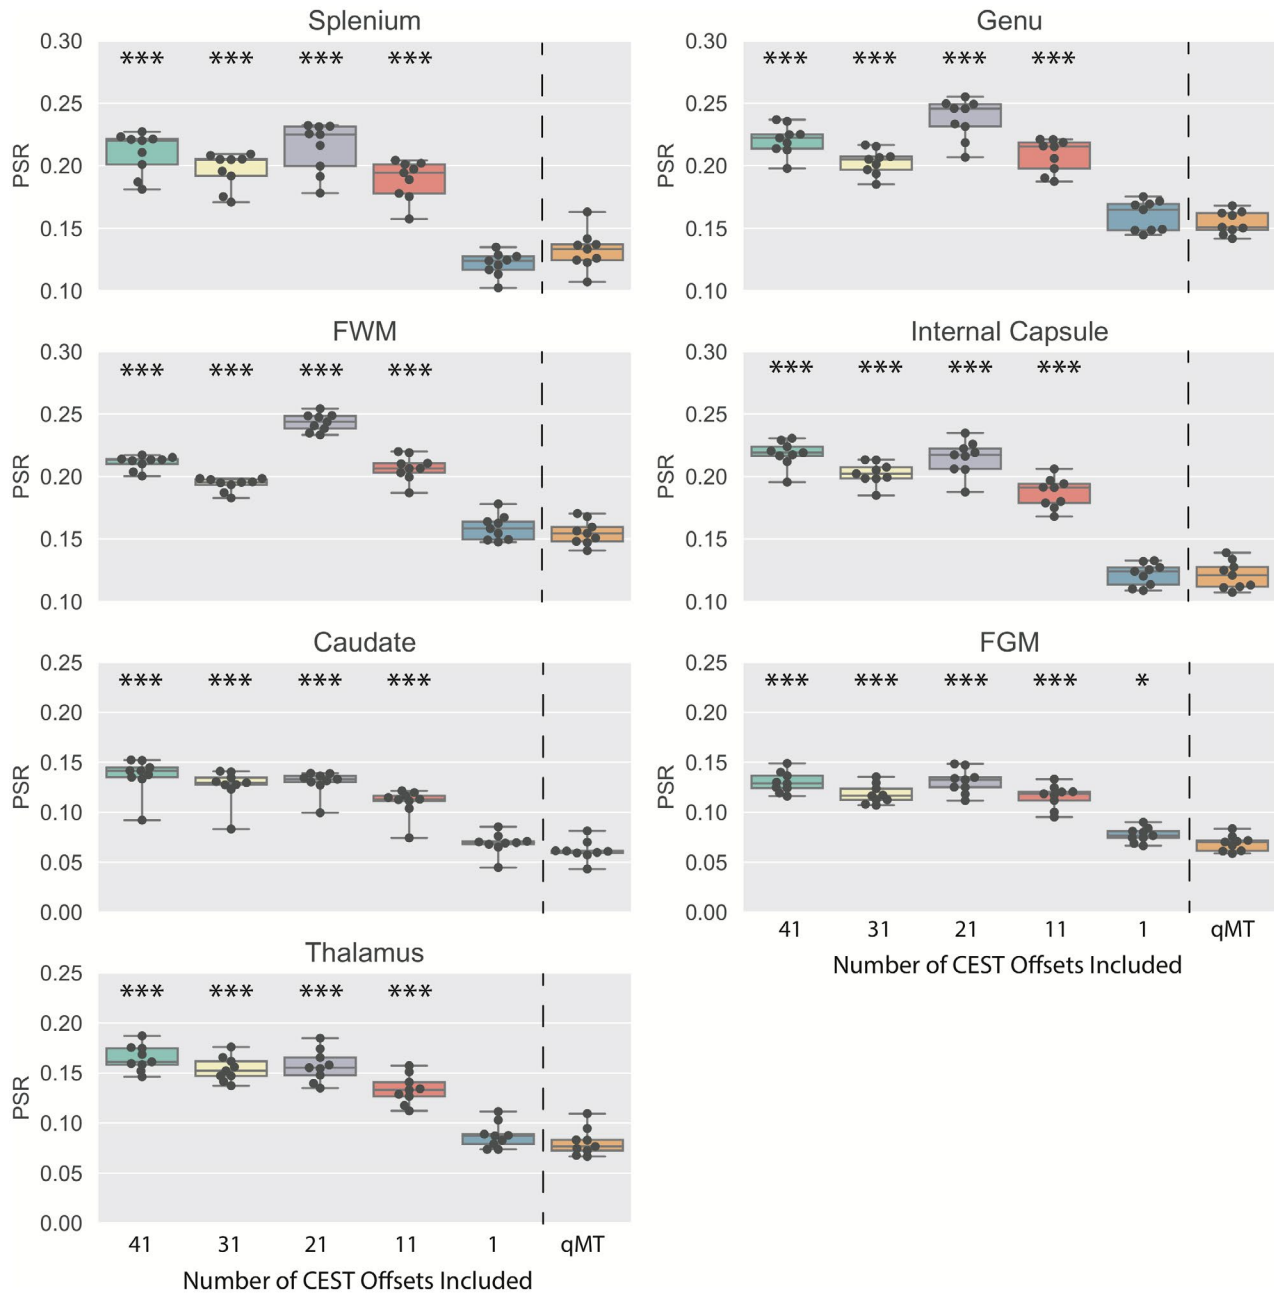 Splenium
0.30
0.25
0.20
0.15
0.10
PSR
*** *** *** ***
Genu
0.30
0.25
0.20
0.15
0.10
PSR
*** *** *** ***
FWM
0.30
0.25
0.20
0.15
0.10
PSR
*** *** *** ***
Internal Capsule
0.30
0.25
0.20
0.15
0.10
PSR
*** *** *** ***
Caudate
0.25
0.20
0.15
0.10
0.05
0.00
PSR
*** *** *** ***
FGM
0.25
0.20
0.15
0.10
0.05
0.00
PSR
*** *** *** *** *
41 31 21 11 1 qMT
Number of CEST Offsets Included
Thalamus
0.25
0.20
0.15
0.10
0.05
0.00
PSR
*** *** *** ***
41 31 21 11 1 qMT
Number of CEST Offsets Included